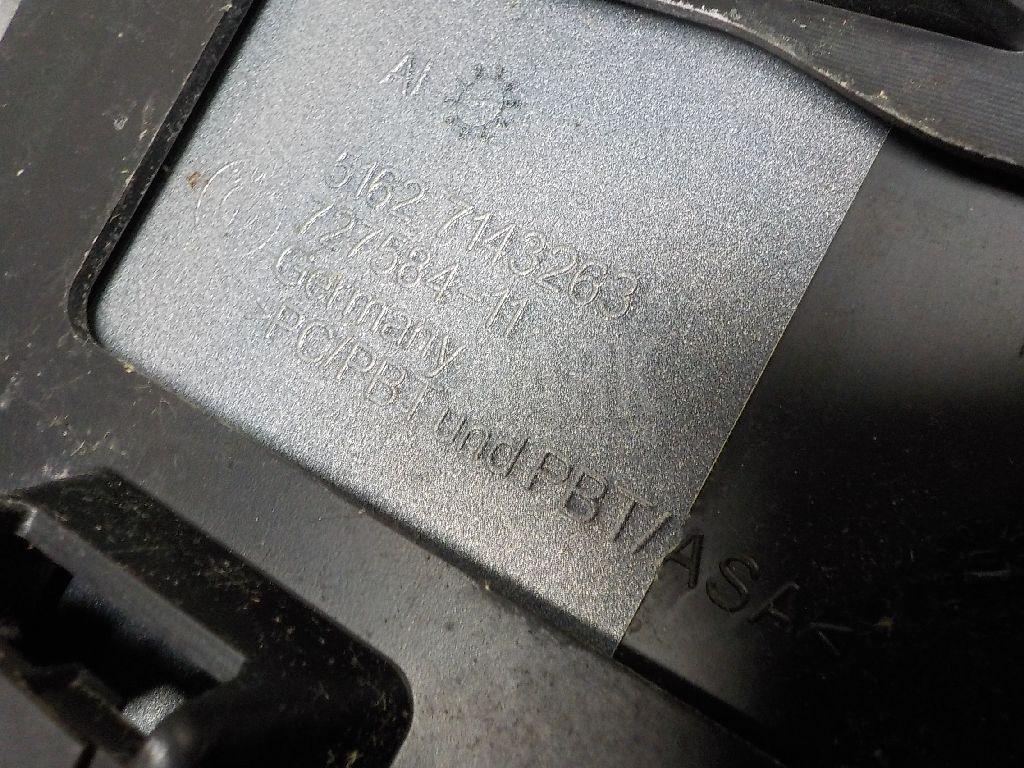 AI
5162 7143263
727584-11
Germany
>PC/PBT und PBT/ASA<